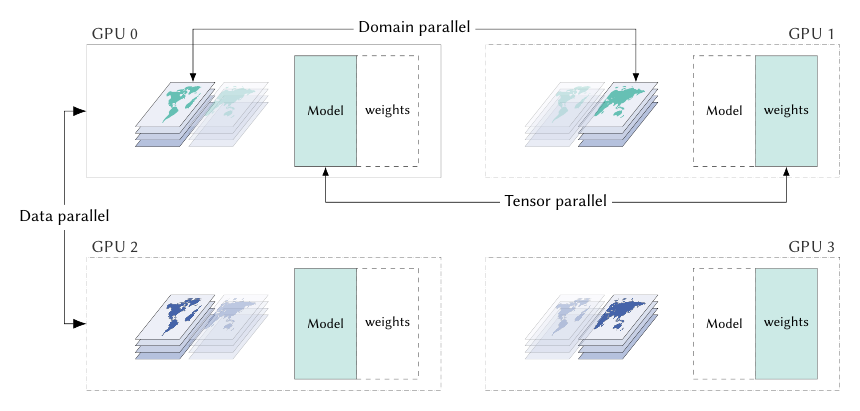 Domain parallel
GPU 0
GPU 1
Model
weights
Model
weights
Tensor parallel
Data parallel
GPU 2
GPU 3
Model
weights
Model
weights